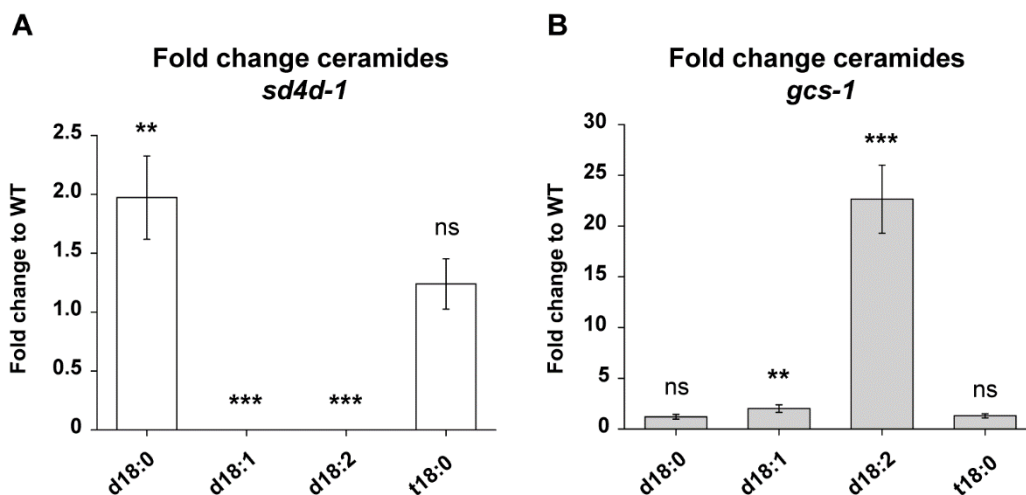 A
Fold change ceramides
sd4d-1
Fold change to WT
2.5
2.0
1.5
1.0
0.5
0
**
***
***
ns
d18:0
d18:1
d18:2
t18:0
B
Fold change ceramides
gcs-1
Fold change to WT
30
25
20
15
10
5
0
ns
**
***
ns
d18:0
d18:1
d18:2
t18:0